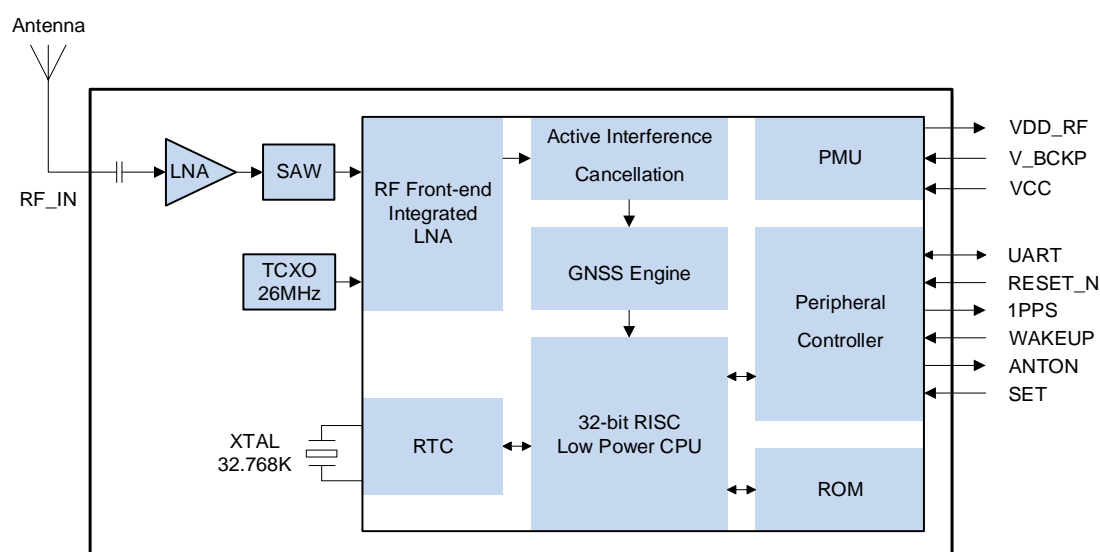 Antenna
RF_IN
LNA
SAW
TCXO
26MHz
RF Front-end
Integrated
LNA
Active Interference
Cancellation
GNSS Engine
PMU
Peripheral
Controller
XTAL
32.768K
RTC
32-bit RISC
Low Power CPU
ROM
VDD_RF
V_BCKP
VCC
UART
RESET_N
1PPS
WAKEUP
ANTON
SET